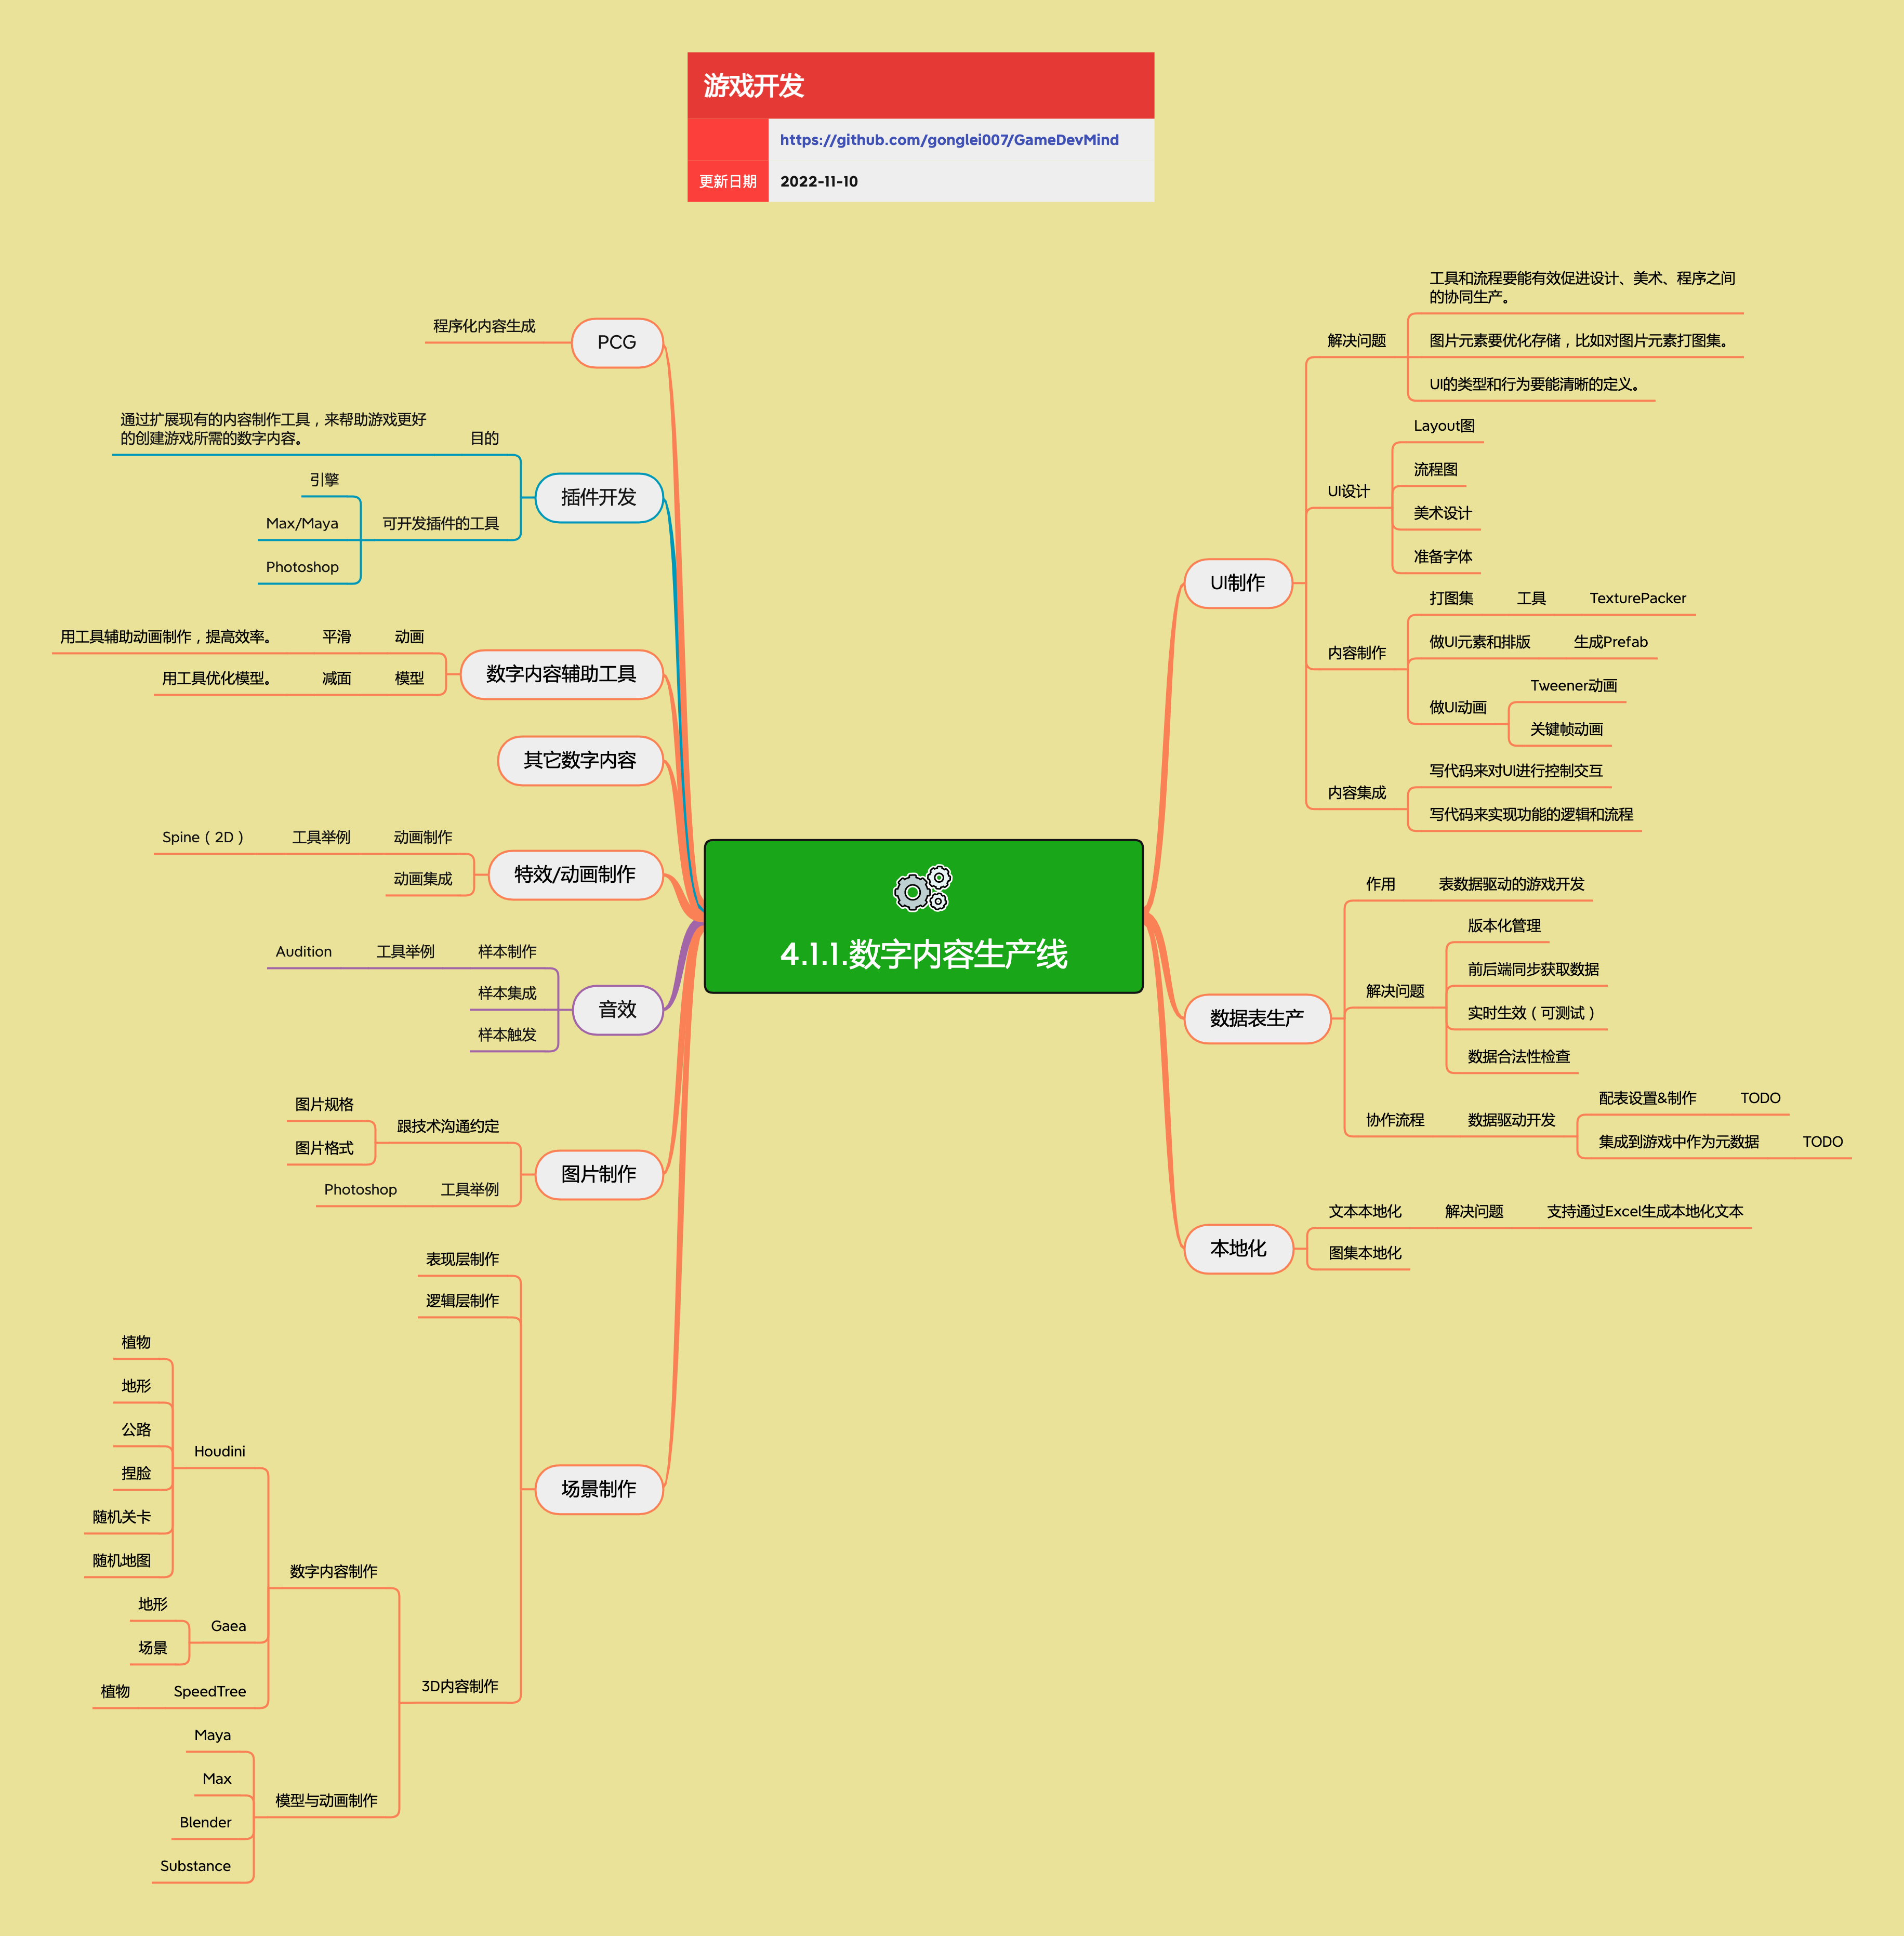 游戏开发
https://github.com/gonglei007/GameDevMind
更新日期
2022-11-10
4.1.1.数字内容生产线
UI制作
解决问题
工具和流程要能有效促进设计、美术、程序之间
的协同生产。
图片元素要优化存储，比如对图片元素打图集。
UI的类型和行为要能清晰的定义。
UI设计
Layout图
流程图
美术设计
准备字体
内容制作
打图集
工具
TexturePacker
做UI元素和排版
生成Prefab
做UI动画
Tweener动画
关键帧动画
内容集成
写代码来对UI进行控制交互
写代码来实现功能的逻辑和流程
数据表生产
作用
表数据驱动的游戏开发
解决问题
版本化管理
前后端同步获取数据
实时生效（可测试）
数据合法性检查
协作流程
数据驱动开发
配表设置&制作
TODO
集成到游戏中作为元数据
TODO
本地化
文本本地化
解决问题
支持通过Excel生成本地化文本
图集本地化
PCG
程序化内容生成
插件开发
目的
通过扩展现有的内容制作工具，来帮助游戏更好
的创建游戏所需的数字内容。
可开发插件的工具
引擎
Max/Maya
Photoshop
数字内容辅助工具
动画
平滑
用工具辅助动画制作，提高效率。
模型
减面
用工具优化模型。
其它数字内容
特效/动画制作
动画制作
工具举例
Spine（2D）
动画集成
音效
样本制作
工具举例
Audition
样本集成
样本触发
图片制作
跟技术沟通约定
图片规格
图片格式
工具举例
Photoshop
场景制作
表现层制作
逻辑层制作
3D内容制作
数字内容制作
Houdini
植物
地形
公路
捏脸
随机关卡
随机地图
Gaea
地形
场景
SpeedTree
植物
模型与动画制作
Maya
Max
Blender
Substance